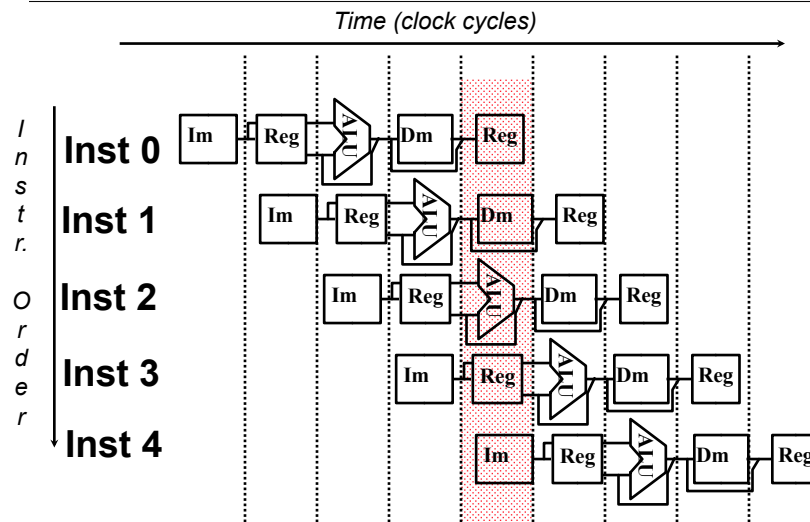 Time (clock cycles)
Instr. Order
Inst 0
Im Reg ALU Dm Reg
Inst 1
Im Reg ALU Dm Reg
Inst 2
Im Reg ALU Dm Reg
Inst 3
Im Reg ALU Dm Reg
Inst 4
Im Reg ALU Dm Reg